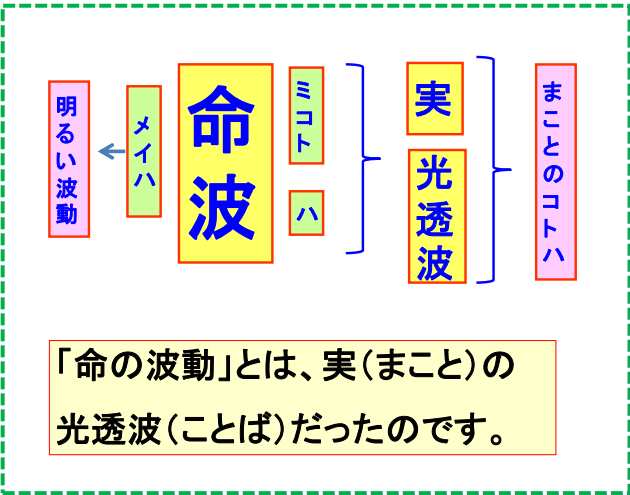 明るい波動
メイハ
命波
ミコト
ハ
実
光透波
まことのコトハ
「命の波動」とは、実(まこと)の
光透波(ことば)だったのです。